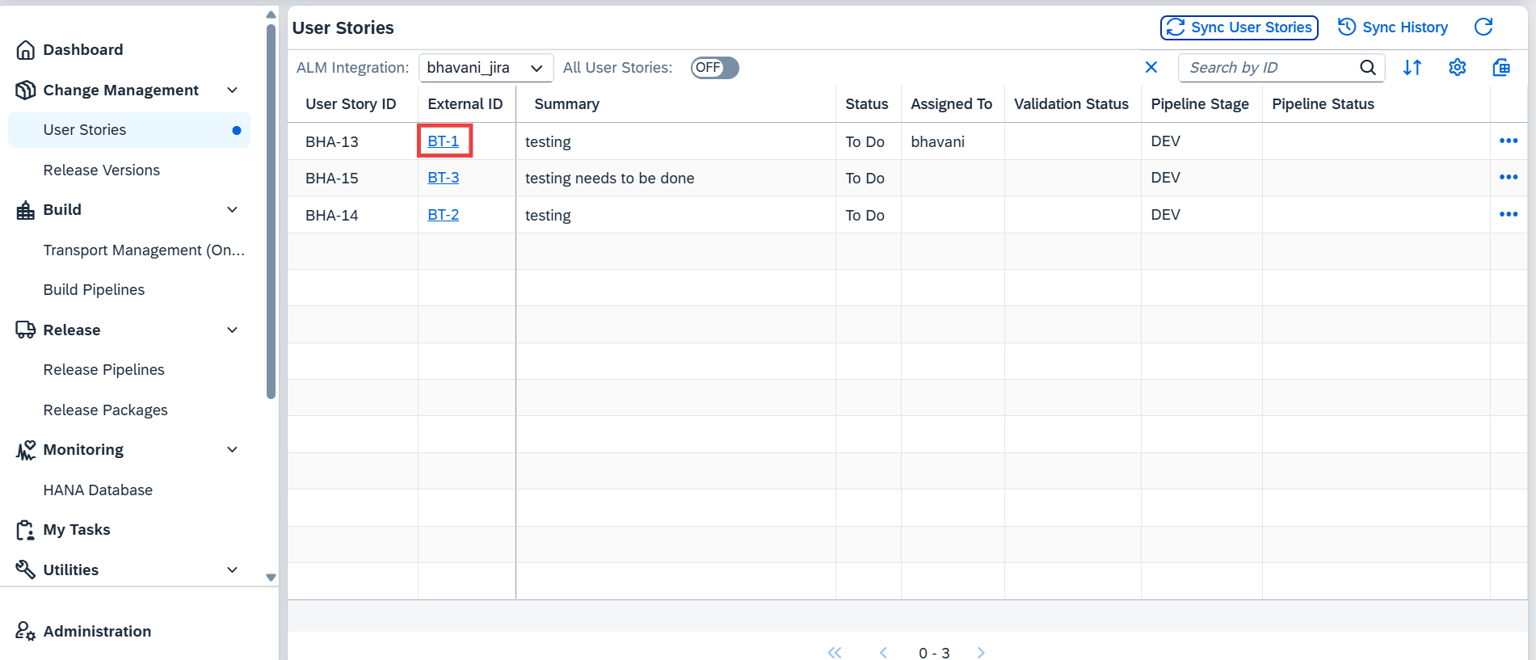 Dashboard
Change Management
User Stories
Release Versions
Build
Transport Management (On...
Build Pipelines
Release
Release Pipelines
Release Packages
Monitoring
HANA Database
My Tasks
Utilities
Administration
User Stories
Sync User Stories Sync History
ALM Integration: bhavani_jira All User Stories: OFF Search by ID
User Story ID External ID Summary Status Assigned To Validation Status Pipeline Stage Pipeline Status
BHA-13 BT-1 testing To Do bhavani DEV
BHA-15 BT-3 testing needs to be done To Do DEV
BHA-14 BT-2 testing To Do DEV
0 - 3